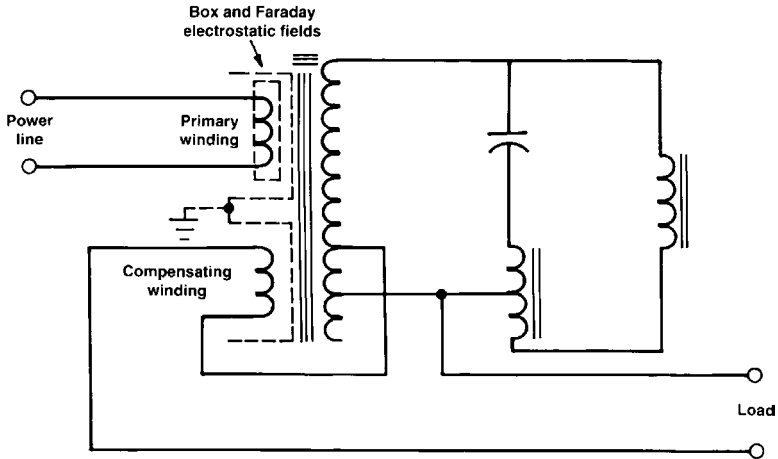 Box and Faraday
electrostatic fields
Power
line
Primary
winding
Compensating
winding
Load